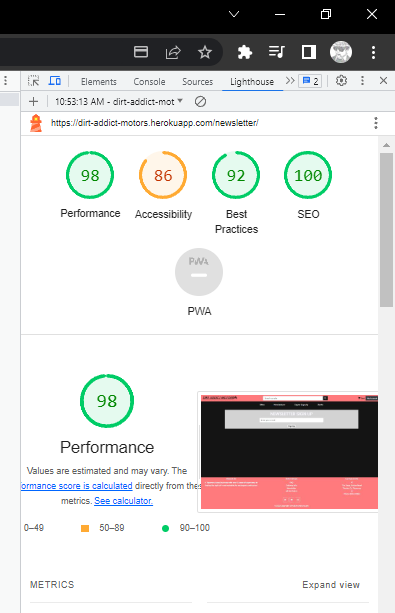 Elements Console Sources Lighthouse 2
10:53:13 AM - dirt-addict-mot
https://dirt-addict-motors.herokuapp.com/newsletter/
98 86 92 100
Performance Accessibility Best Practices SEO
PWA
PWA
98
Performance
Values are estimated and may vary. The
ormance score is calculated directly from thes
metrics. See calculator.
0–49 50–89 90–100
METRICS Expand view